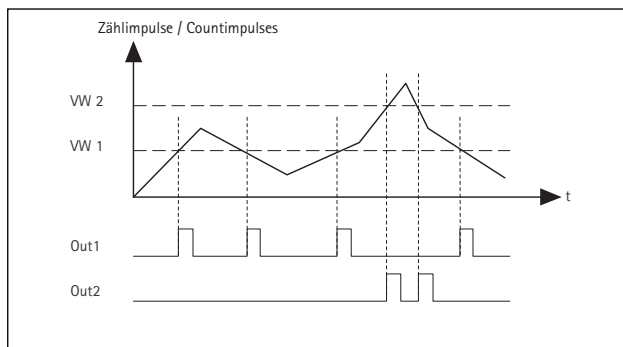 Zählimpulse / Countimpulses
VW 2
VW 1
t
Out1
Out2